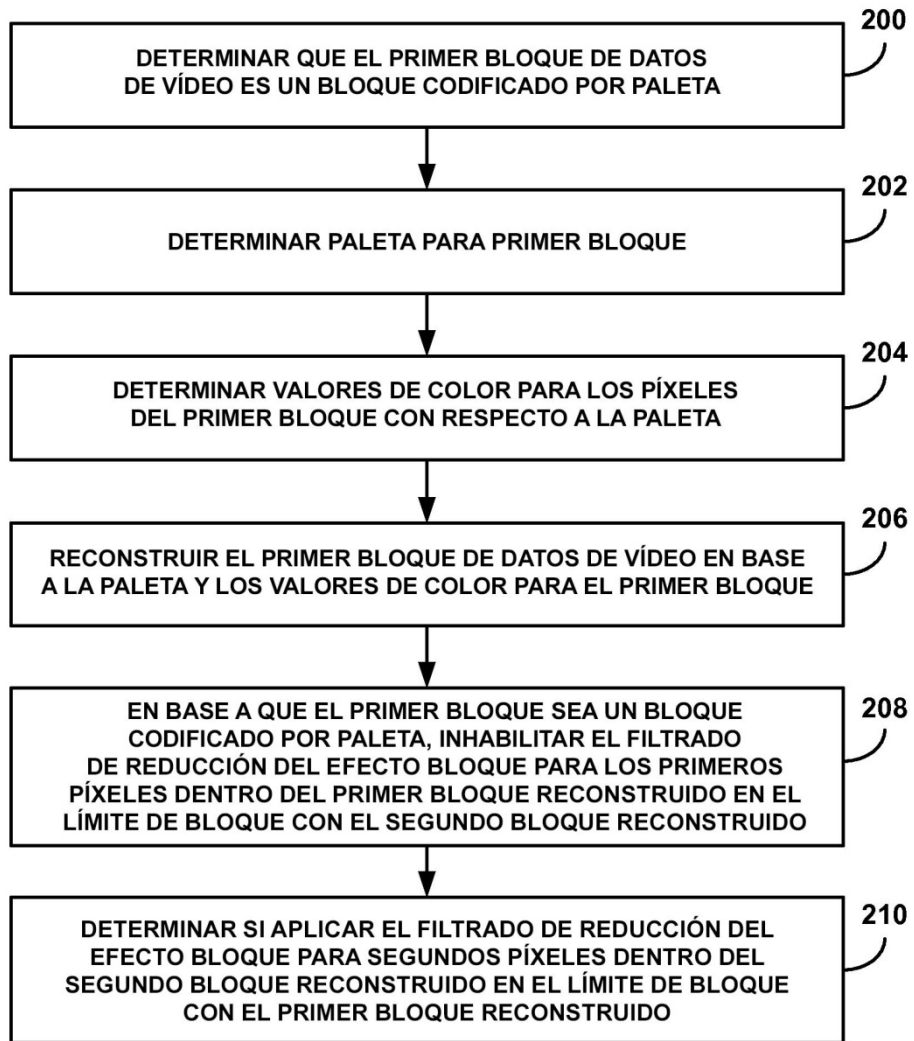 200
DETERMINAR QUE EL PRIMER BLOQUE DE DATOS
DE VÍDEO ES UN BLOQUE CODIFICADO POR PALETA
202
DETERMINAR PALETA PARA PRIMER BLOQUE
204
DETERMINAR VALORES DE COLOR PARA LOS PÍXELES
DEL PRIMER BLOQUE CON RESPECTO A LA PALETA
206
RECONSTRUIR EL PRIMER BLOQUE DE DATOS DE VÍDEO EN BASE
A LA PALETA Y LOS VALORES DE COLOR PARA EL PRIMER BLOQUE
208
EN BASE A QUE EL PRIMER BLOQUE SEA UN BLOQUE
CODIFICADO POR PALETA, INHABILITAR EL FILTRADO
DE REDUCCIÓN DEL EFECTO BLOQUE PARA LOS PRIMEROS
PÍXELES DENTRO DEL PRIMER BLOQUE RECONSTRUIDO EN EL
LÍMITE DE BLOQUE CON EL SEGUNDO BLOQUE RECONSTRUIDO
210
DETERMINAR SI APLICAR EL FILTRADO DE REDUCCIÓN DEL
EFECTO BLOQUE PARA SEGUNDOS PÍXELES DENTRO DEL
SEGUNDO BLOQUE RECONSTRUIDO EN EL LÍMITE DE BLOQUE
CON EL PRIMER BLOQUE RECONSTRUIDO